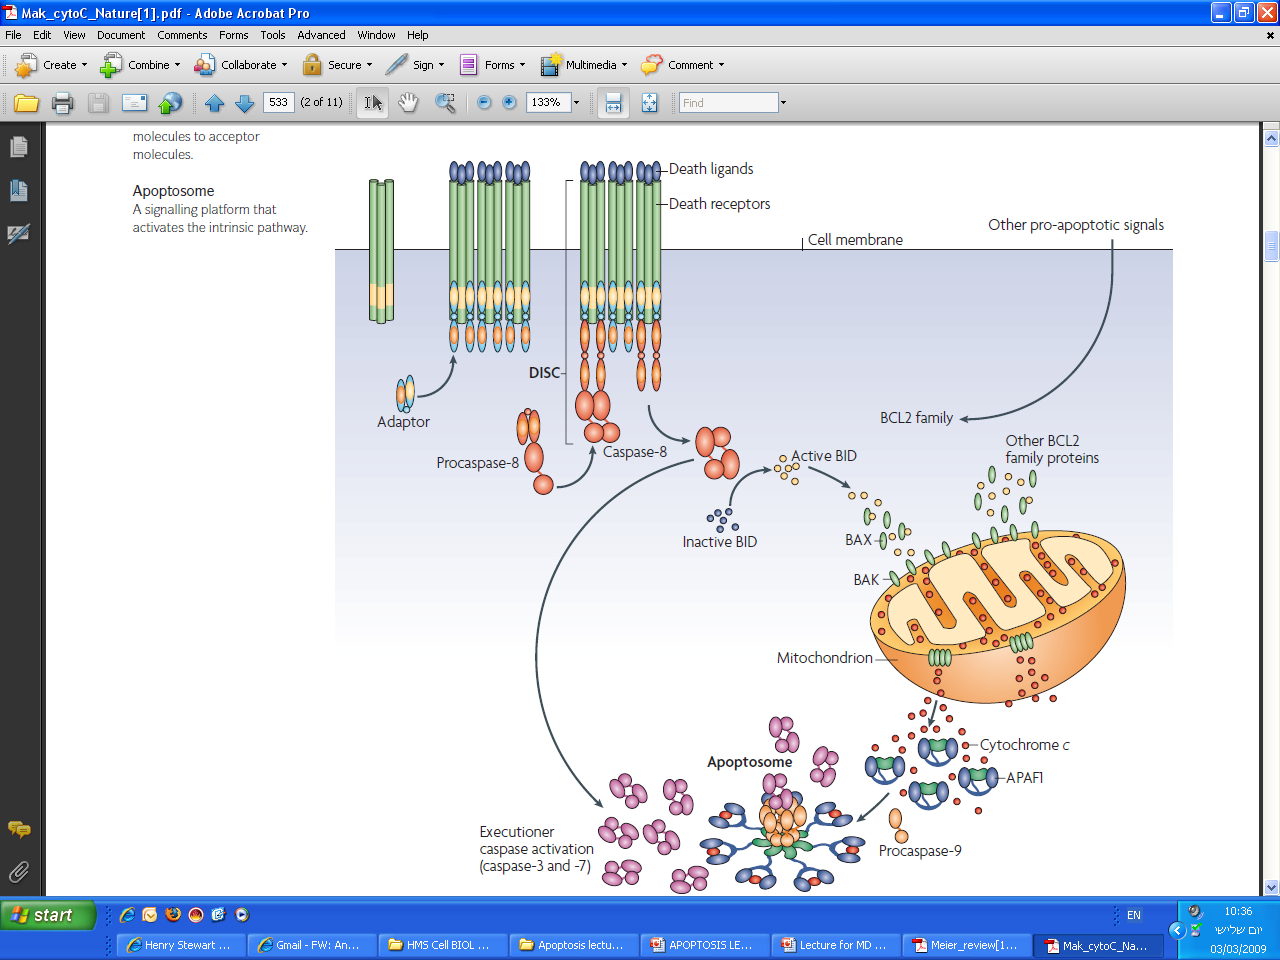 Mak_cytoC_Nature[1].pdf - Adobe Acrobat Pro
File Edit View Document Comments Forms Tools Advanced Window Help
Create Combine Collaborate Secure Sign Forms Multimedia Comment
533 (2 of 11) 133% Find
molecules to acceptor
molecules.
Apoptosome
A signalling platform that
activates the intrinsic pathway.
Death ligands
Death receptors
Cell membrane
Other pro-apoptotic signals
DISC
Adaptor
BCL2 family
Other BCL2
family proteins
Procaspase-8
Caspase-8
Active BID
Inactive BID
BAX
BAK
Mitochondrion
Cytochrome c
Apoptosome
APAF1
Executioner
caspase activation
(caspase-3 and -7)
Procaspase-9
start
EN
10:36
יום שלישי
03/03/2009
Henry Stewart ...
Gmail - FW: An...
HMS Cell BIOL ...
Apoptosis lectu...
APOPTOSIS LE...
Lecture for MD ...
Meier_review[1...
Mak_cytoC_Na...